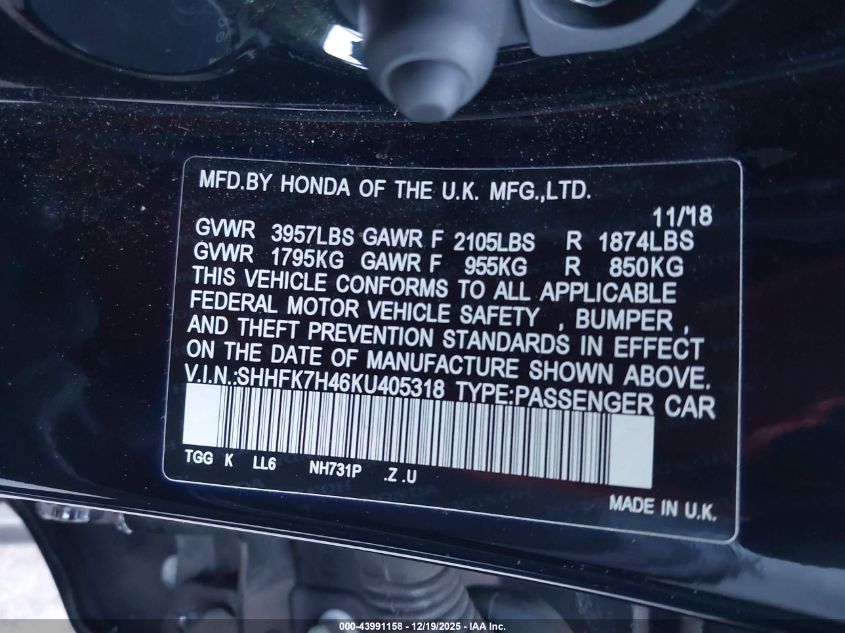 MFD.BY HONDA OF THE U.K. MFG.,LTD.
11/18
GVWR 3957LBS GAWR F 2105LBS R 1874LBS
GVWR 1795KG GAWR F 955KG R 850KG
THIS VEHICLE CONFORMS TO ALL APPLICABLE
FEDERAL MOTOR VEHICLE SAFETY , BUMPER ,
AND THEFT PREVENTION STANDARDS IN EFFECT
ON THE DATE OF MANUFACTURE SHOWN ABOVE.
V.I.N.:SHHFK7H46KU405318 TYPE:PASSENGER CAR
TGG K LL6 NH731P .Z .U
MADE IN U.K.
000-43991158 - 12/19/2025 - IAA Inc.